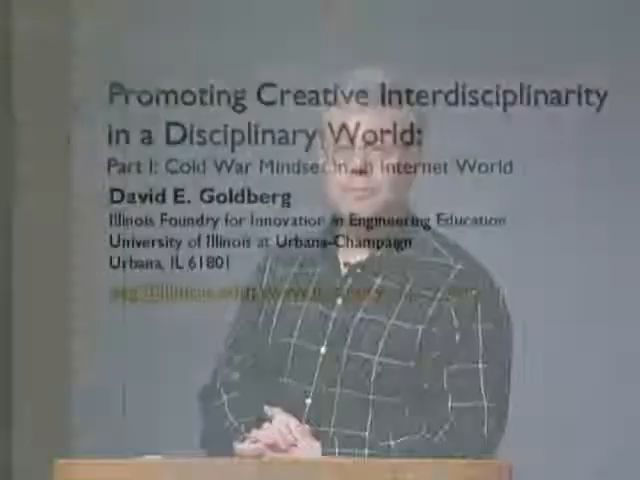 Promoting Creative Interdisciplinarity
in a Disciplinary World:
Part I: Cold War Mindset in an Internet World
David E. Goldberg
Illinois Foundry for Innovation in Engineering Education
University of Illinois at Urbana-Champaign
Urbana, IL 61801